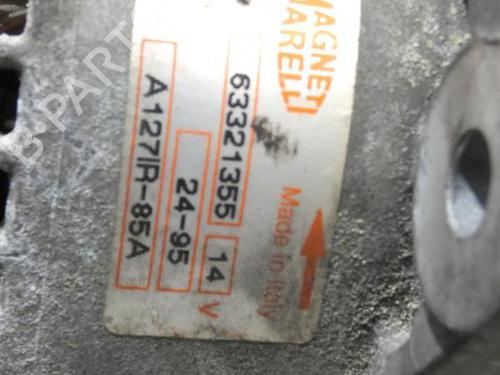 MAGNETI
MARELLI
63321355 14 V
24-95
A127IR-85A
Made in Italy
B-PARTS